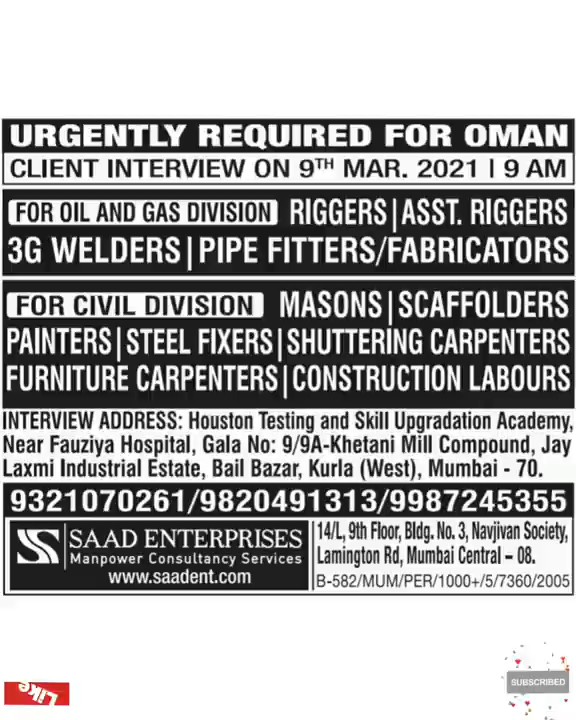 URGENTLY REQUIRED FOR OMAN
CLIENT INTERVIEW ON 9TH MAR. 2021 I 9 AM
FOR OIL AND GAS DIVISION RIGGERS | ASST. RIGGERS
3G WELDERS | PIPE FITTERS/FABRICATORS
FOR CIVIL DIVISION MASONS | SCAFFOLDERS
PAINTERS | STEEL FIXERS | SHUTTERING CARPENTERS
FURNITURE CARPENTERS | CONSTRUCTION LABOURS
INTERVIEW ADDRESS: Houston Testing and Skill Upgradation Academy,
Near Fauziya Hospital, Gala No: 9/9A-Khetani Mill Compound, Jay
Laxmi Industrial Estate, Bail Bazar, Kurla (West), Mumbai - 70.
9321070261/9820491313/9987245355
SAAD ENTERPRISES
Manpower Consultancy Services
www.saadent.com
14/L, 9th Floor, Bldg. No. 3, Navjivan Society,
Lamington Rd, Mumbai Central – 08.
B-582/MUM/PER/1000+/5/7360/2005
Like
SUBSCRIBED